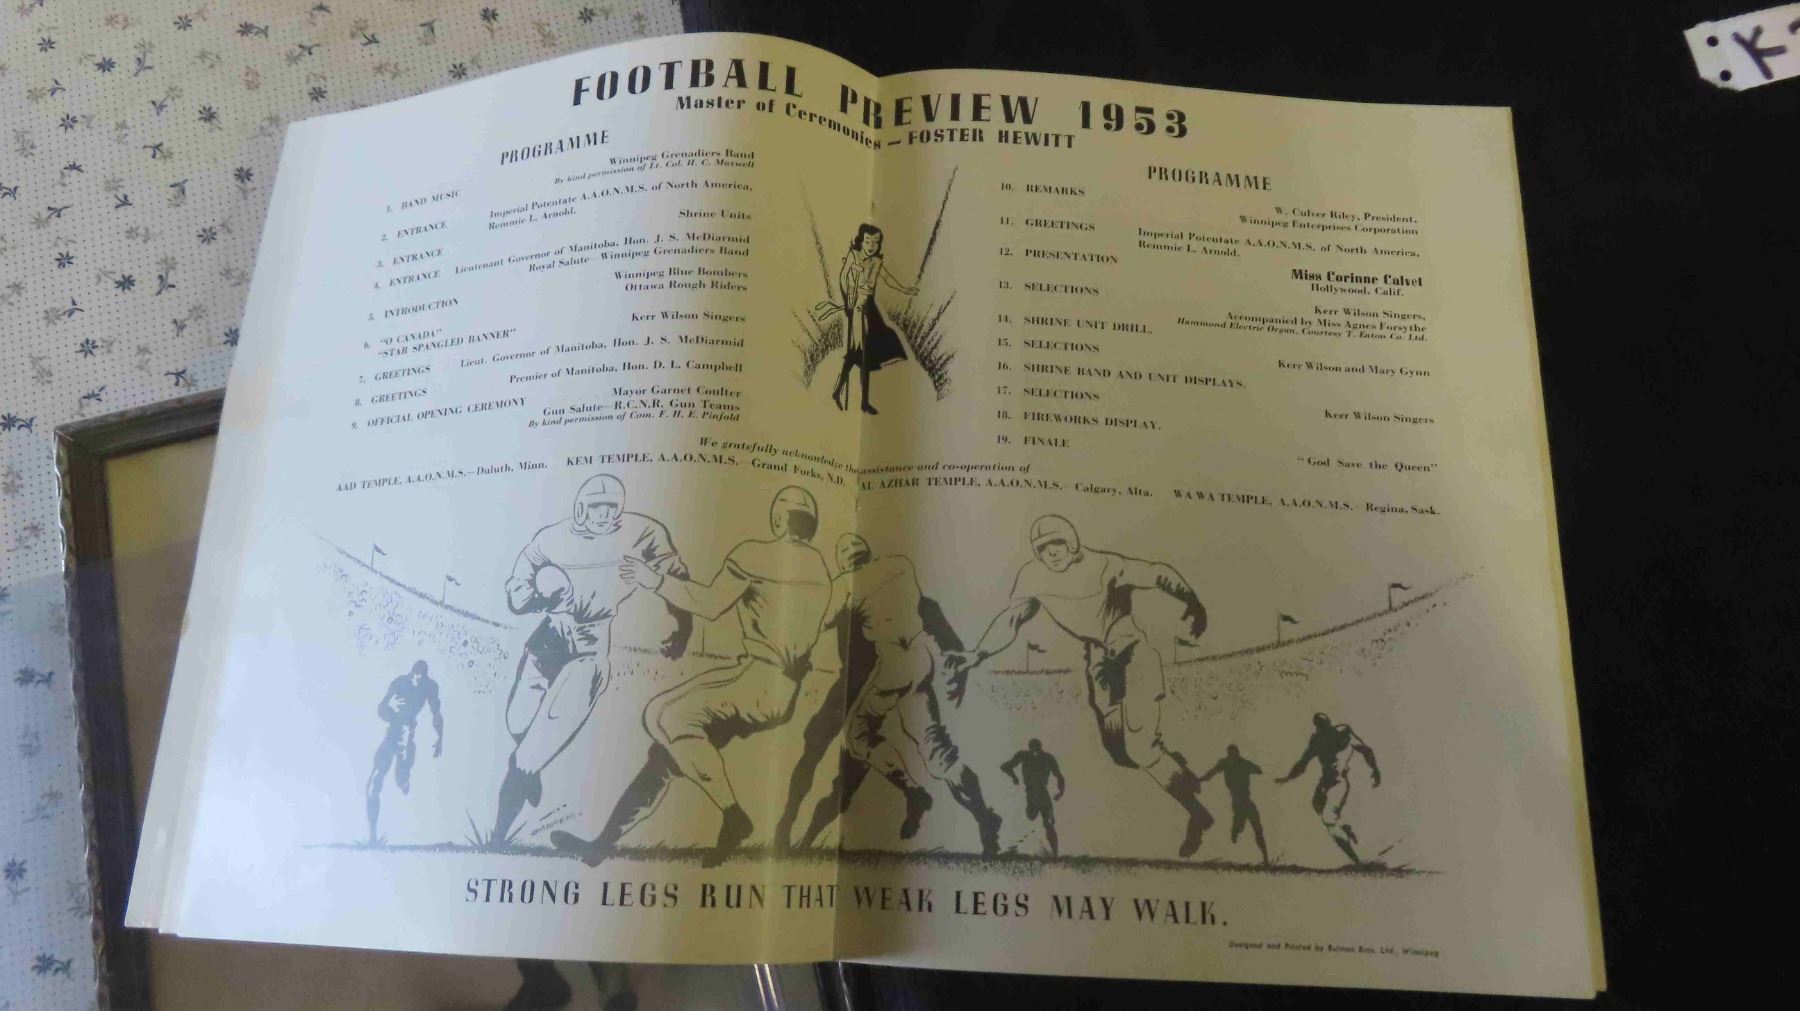 FOOTBALL PREVIEW 1953
Master of Ceremonies — FOSTER HEWITT
PROGRAMME
Winnipeg Grenadiers Band
By kind permission of Lt. Col. H. C. Maxwell
1. BAND MUSIC
Imperial Potentate A.A.O.N.M.S. of North America,
Remmie L. Arnold.
2. ENTRANCE
Shrine Units
3. ENTRANCE
Lieutenant Governor of Manitoba, Hon. J. S. McDiarmid
4. ENTRANCE
Royal Salute—Winnipeg Grenadiers Band
Winnipeg Blue Bombers
Ottawa Rough Riders
5. INTRODUCTION
Kerr Wilson Singers
6. "O CANADA"
"STAR SPANGLED BANNER"
Lieut. Governor of Manitoba, Hon. J. S. McDiarmid
7. GREETINGS
Premier of Manitoba, Hon. D. L. Campbell
8. GREETINGS
Mayor Garnet Coulter
9. OFFICIAL OPENING CEREMONY
Gun Salute—R.C.N.R. Gun Teams
By kind permission of Com. F. H. E. Pinfold
PROGRAMME
10. REMARKS
W. Culver Riley, President,
Winnipeg Enterprises Corporation
11. GREETINGS
Imperial Potentate A.A.O.N.M.S. of North America,
Remmie L. Arnold.
12. PRESENTATION
Miss Corinne Calvet
Hollywood, Calif.
13. SELECTIONS
Kerr Wilson Singers,
Accompanied by Miss Agnes Forsythe
Hammond Electric Organ, Courtesy T. Eaton Co. Ltd.
14. SHRINE UNIT DRILL.
15. SELECTIONS
Kerr Wilson and Mary Gynn
16. SHRINE BAND AND UNIT DISPLAYS.
17. SELECTIONS
Kerr Wilson Singers
18. FIREWORKS DISPLAY.
19. FINALE
"God Save the Queen"
We gratefully acknowledge the assistance and co-operation of
AAD TEMPLE, A.A.O.N.M.S.—Duluth, Minn. KEM TEMPLE, A.A.O.N.M.S.—Grand Forks, N.D. AL AZHAR TEMPLE, A.A.O.N.M.S.—Calgary, Alta. WA WA TEMPLE, A.A.O.N.M.S.—Regina, Sask.
STRONG LEGS RUN THAT WEAK LEGS MAY WALK.
Designed and Printed by Bulman Bros. Ltd., Winnipeg
K